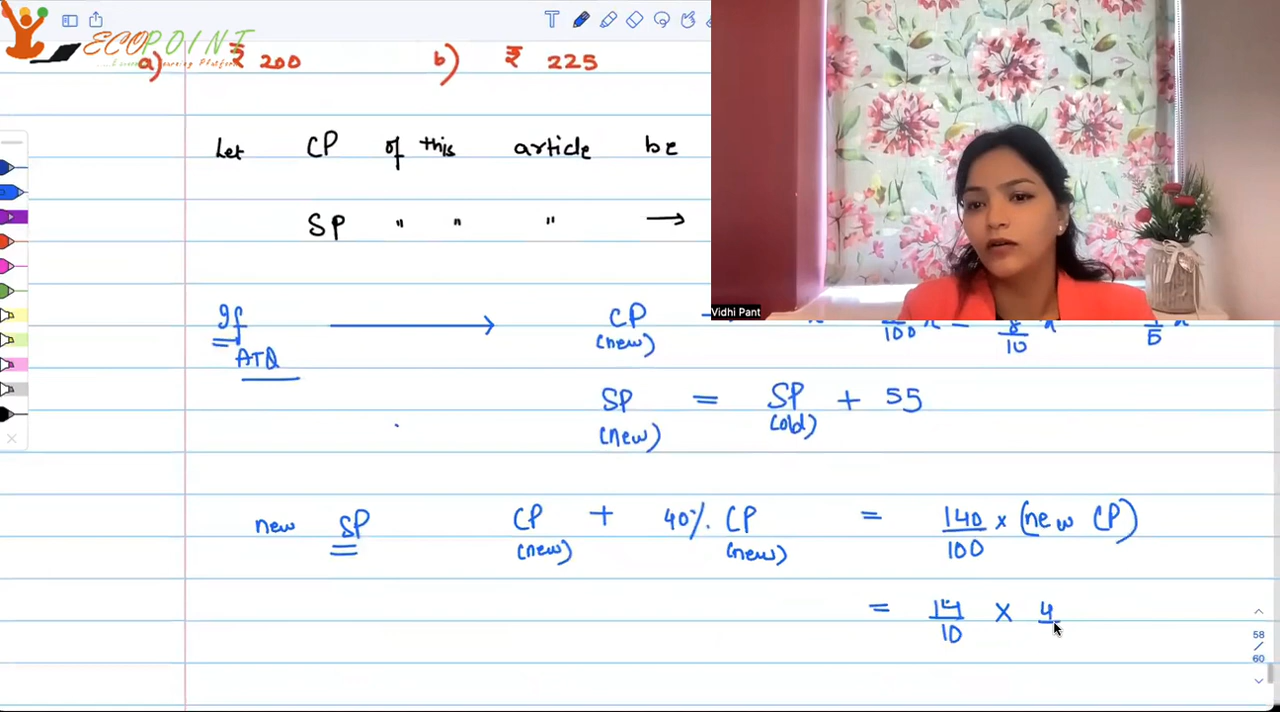 ECOPOINT
a) ₹ 200 b) ₹ 225
Let CP of this article be
SP " " " →
Vidhi Pant
If → CP
(new)
ATQ
SP = SP + 55
(new) (old)
new SP CP + 40% CP = 140/100 × (new CP)
(new) (new)
= 14/10 × 4
58
/
60